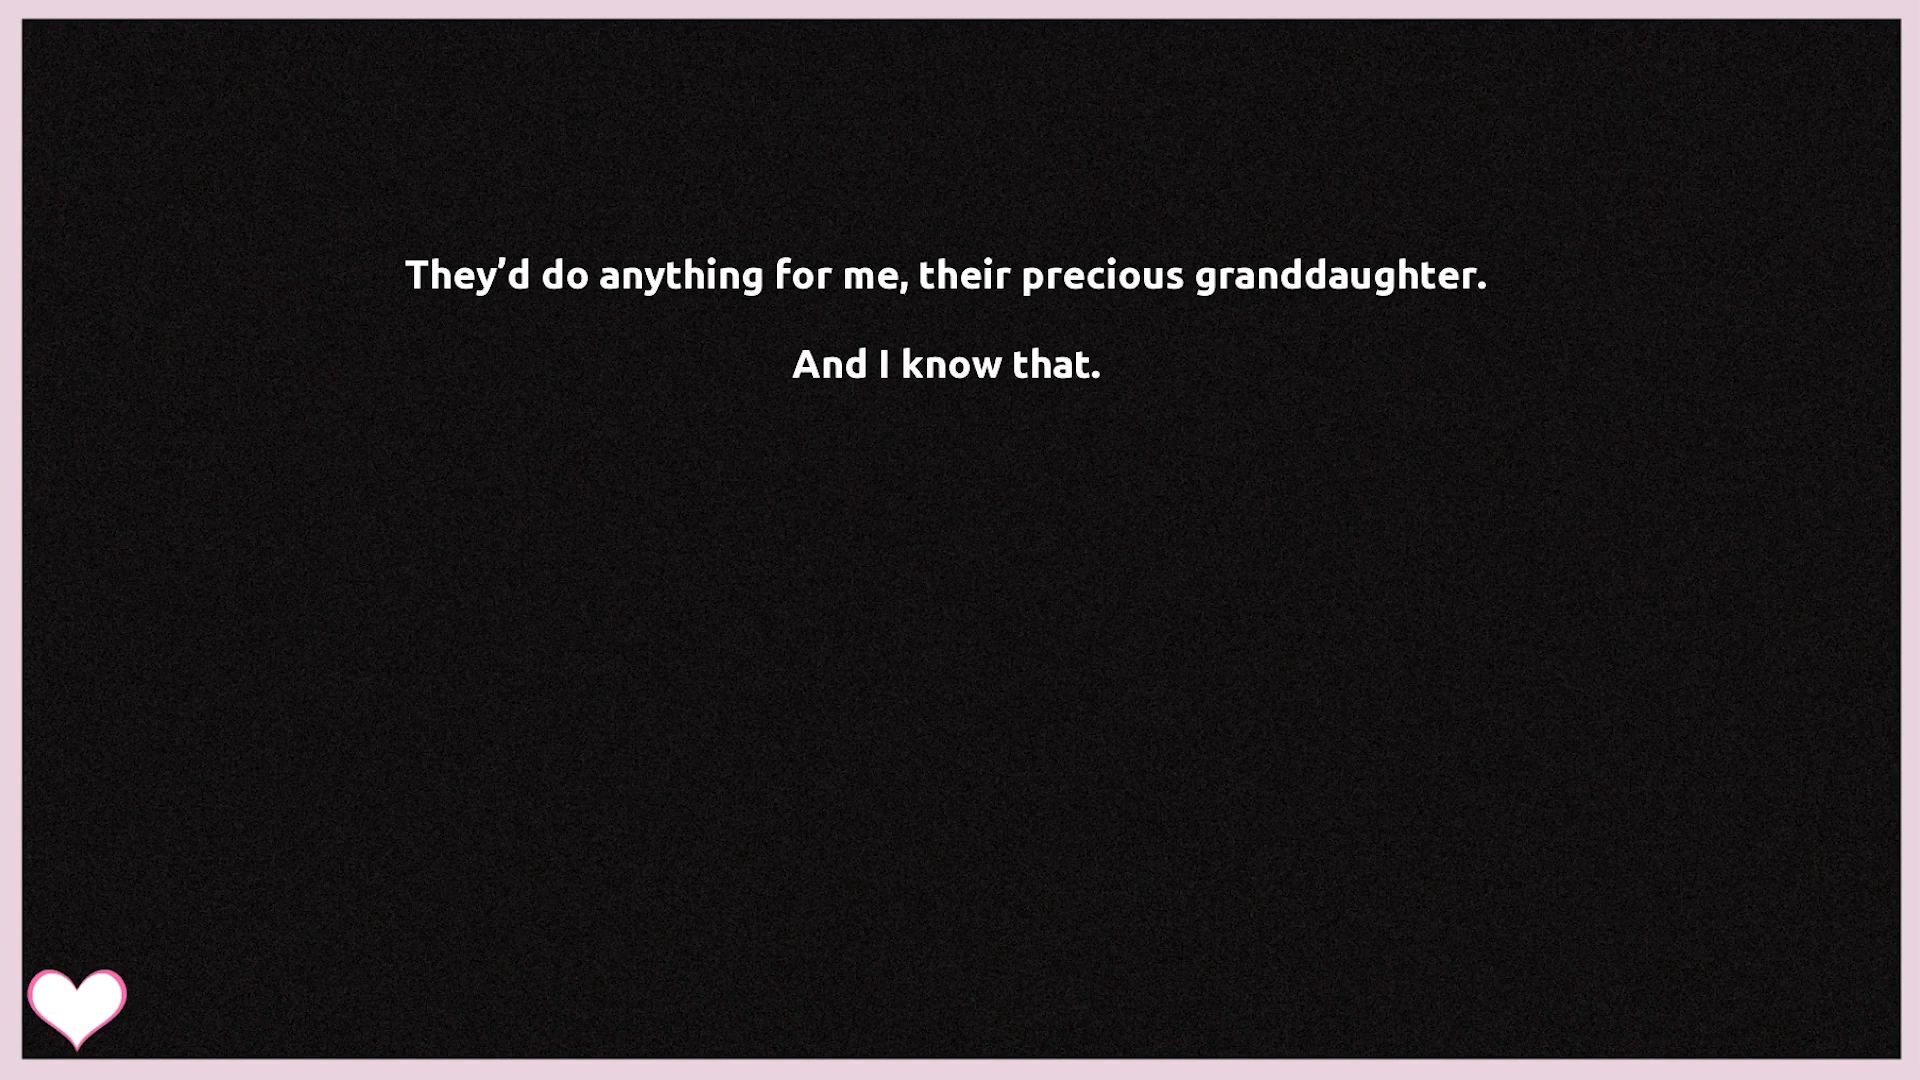 They’d do anything for me, their precious granddaughter.
And I know that.